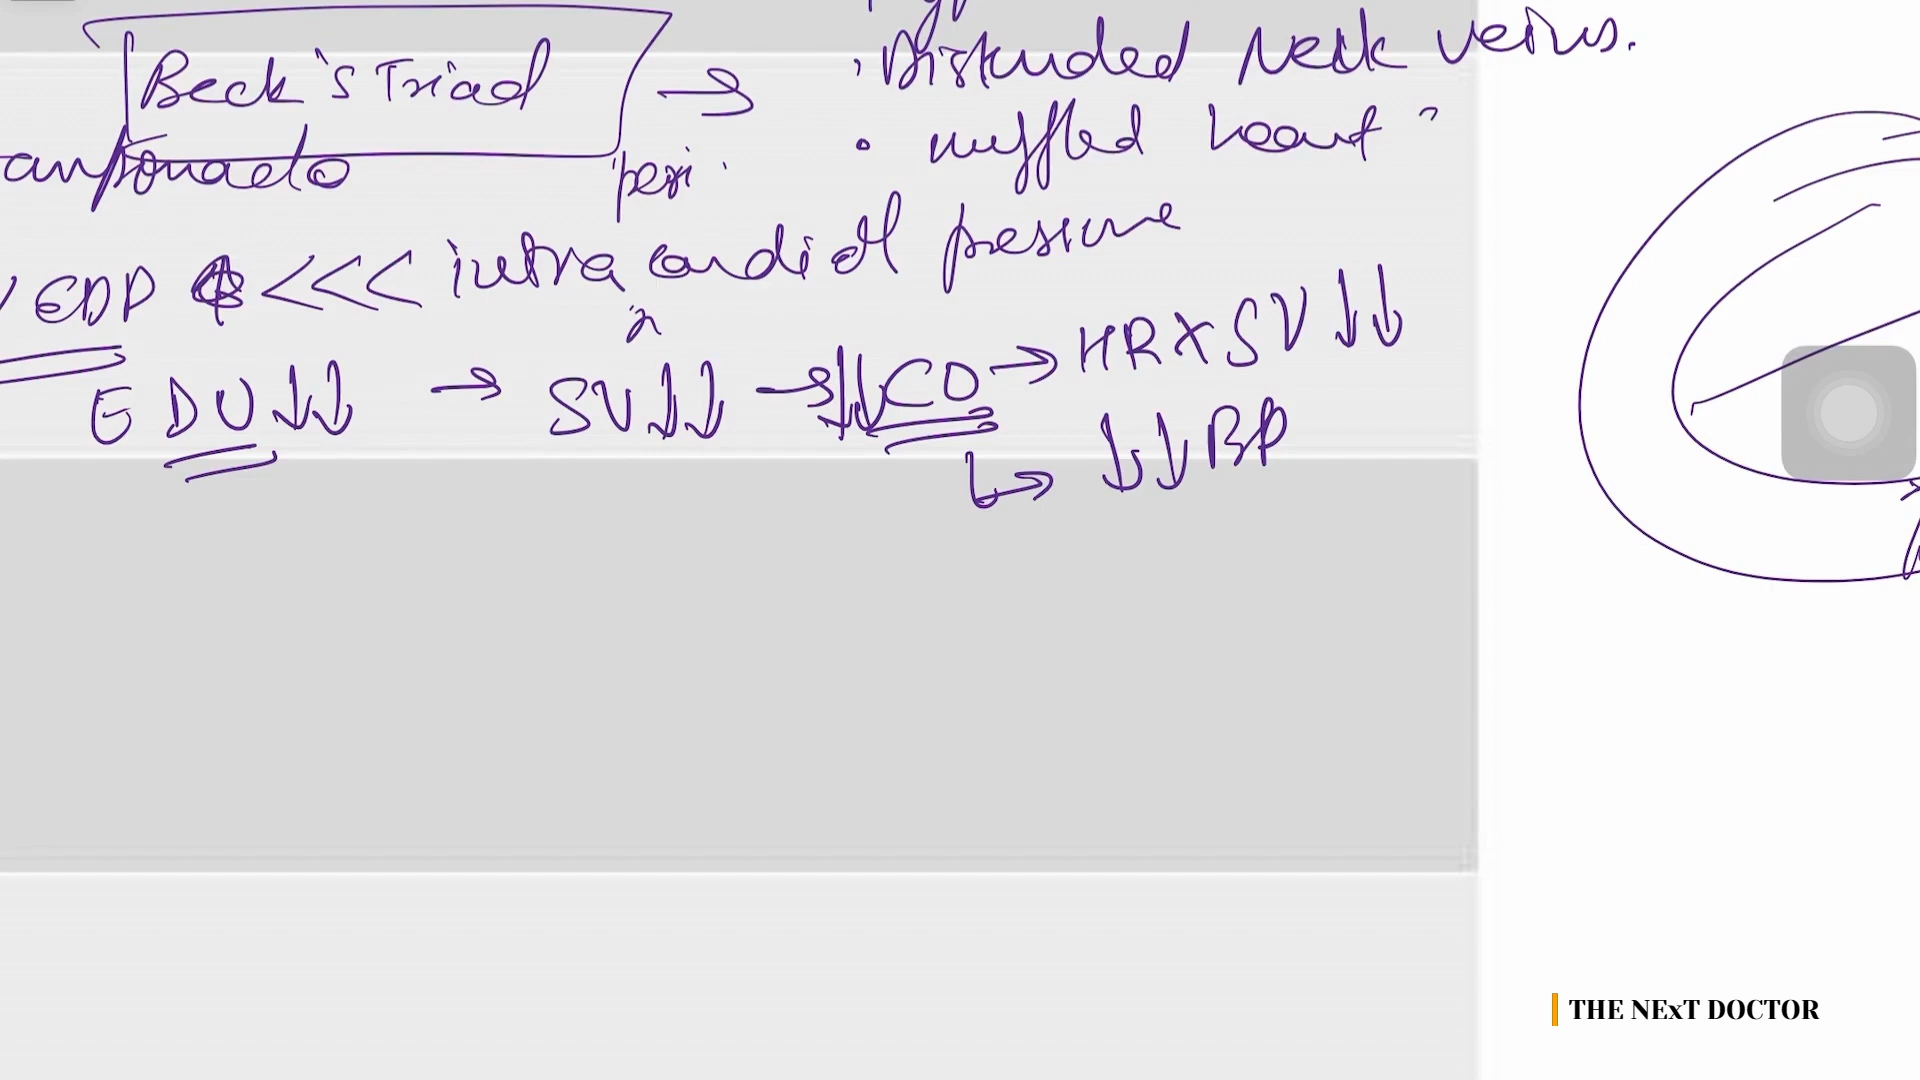 Beck's Triad → • Distended Neck veins.
• muffled heart "
peri
EDP <<< intra cardial pressure
EDV↓↓ → SV↓↓ → ↓↓CO → HR X SV↓↓
↳ ↓↓BP
THE NExT DOCTOR